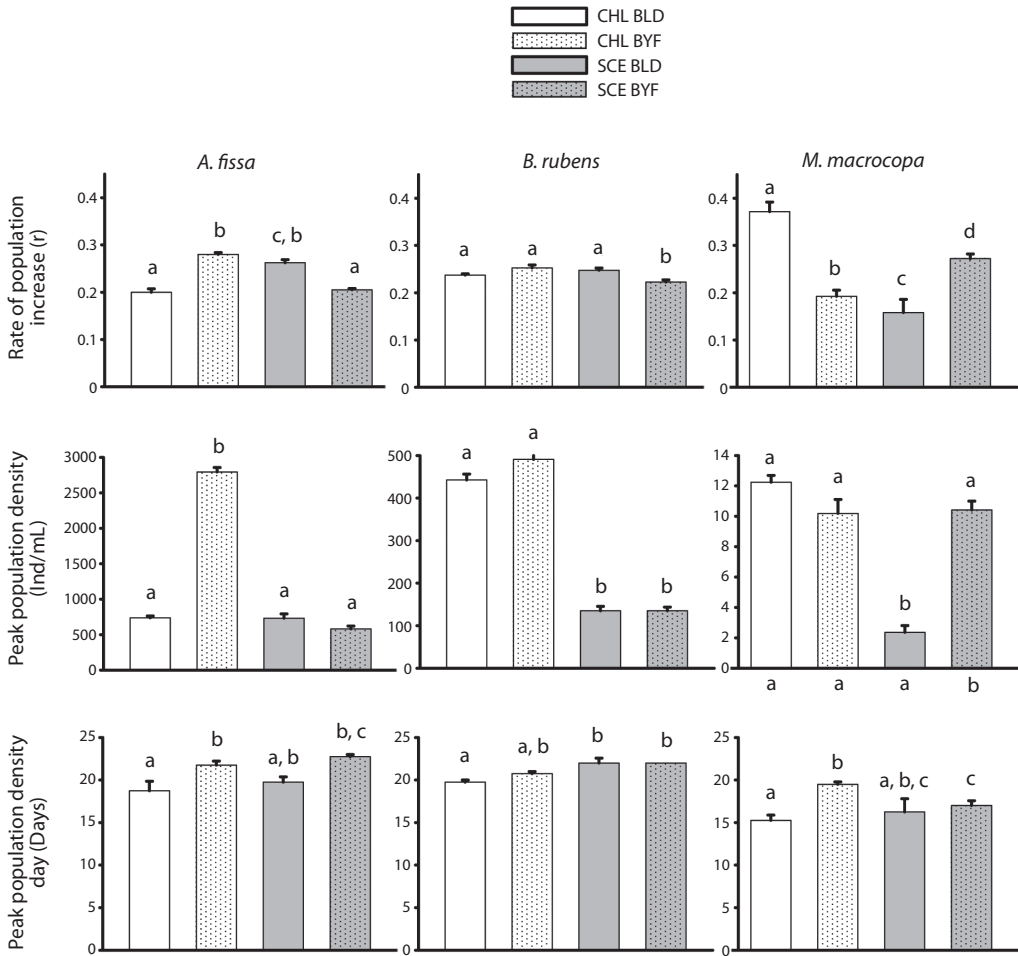 CHL BLD
CHL BYF
SCE BLD
SCE BYF
A. fissa
B. rubens
M. macrocopa
Rate of population
increase (r)
0.4
0.3
0.2
0.1
0
a
b
c, b
a
0.4
0.3
0.2
0.1
0
a
a
a
b
0.4
0.3
0.2
0.1
0
a
b
c
d
Peak population density
(Ind/mL)
3000
2500
2000
1500
1000
500
0
a
b
a
a
500
400
300
200
100
0
a
a
b
b
14
12
10
8
6
4
2
0
a
a
b
a
a
a
a
b
Peak population density
day (Days)
25
20
15
10
5
0
a
b
a, b
b, c
25
20
15
10
5
0
a
a, b
b
b
25
20
15
10
5
0
a
b
a, b, c
c